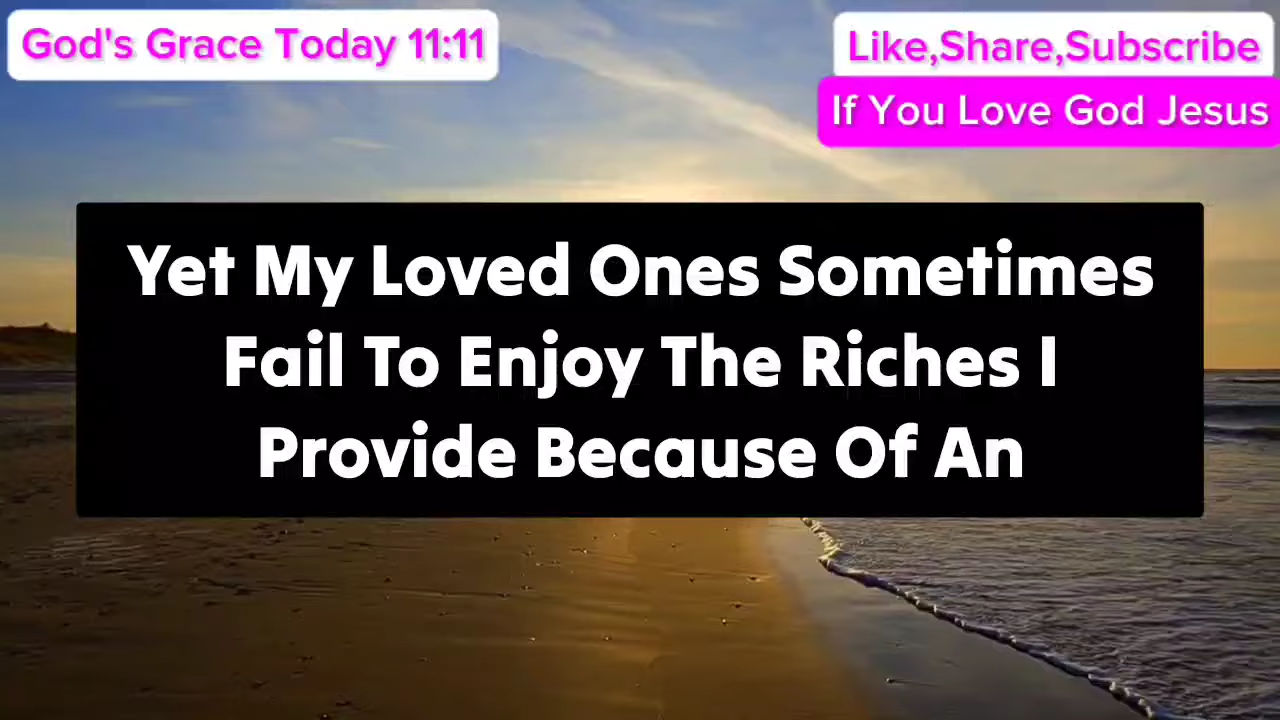 God's Grace Today 11:11
Like,Share,Subscribe
If You Love God Jesus
Yet My Loved Ones Sometimes
Fail To Enjoy The Riches I
Provide Because Of An